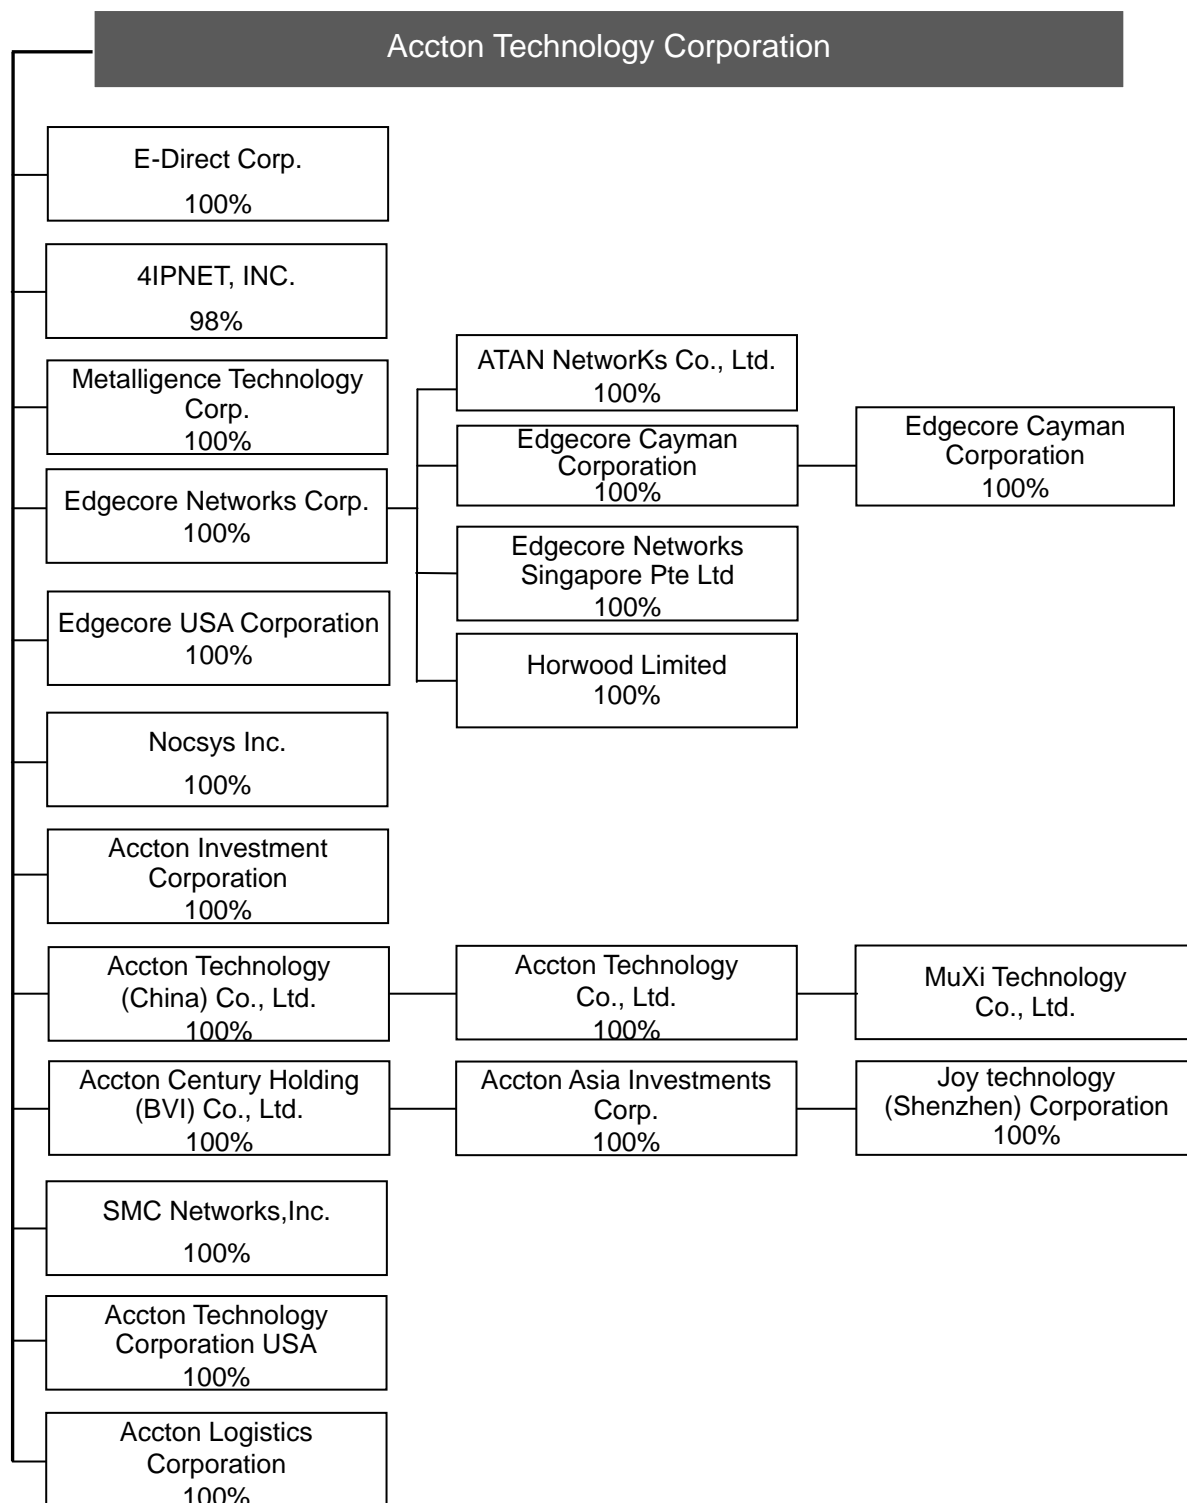 Accton Technology Corporation
E-Direct Corp.
100%
4IPNET, INC.
98%
Metalligence Technology
Corp.
100%
Edgecore Networks Corp.
100%
ATAN NetworKs Co., Ltd.
100%
Edgecore Cayman
Corporation
100%
Edgecore Cayman
Corporation
100%
Edgecore Networks
Singapore Pte Ltd
100%
Horwood Limited
100%
Edgecore USA Corporation
100%
Nocsys Inc.
100%
Accton Investment
Corporation
100%
Accton Technology
(China) Co., Ltd.
100%
Accton Technology
Co., Ltd.
100%
MuXi Technology
Co., Ltd.
Accton Century Holding
(BVI) Co., Ltd.
100%
Accton Asia Investments
Corp.
100%
Joy technology
(Shenzhen) Corporation
100%
SMC Networks,Inc.
100%
Accton Technology
Corporation USA
100%
Accton Logistics
Corporation
100%